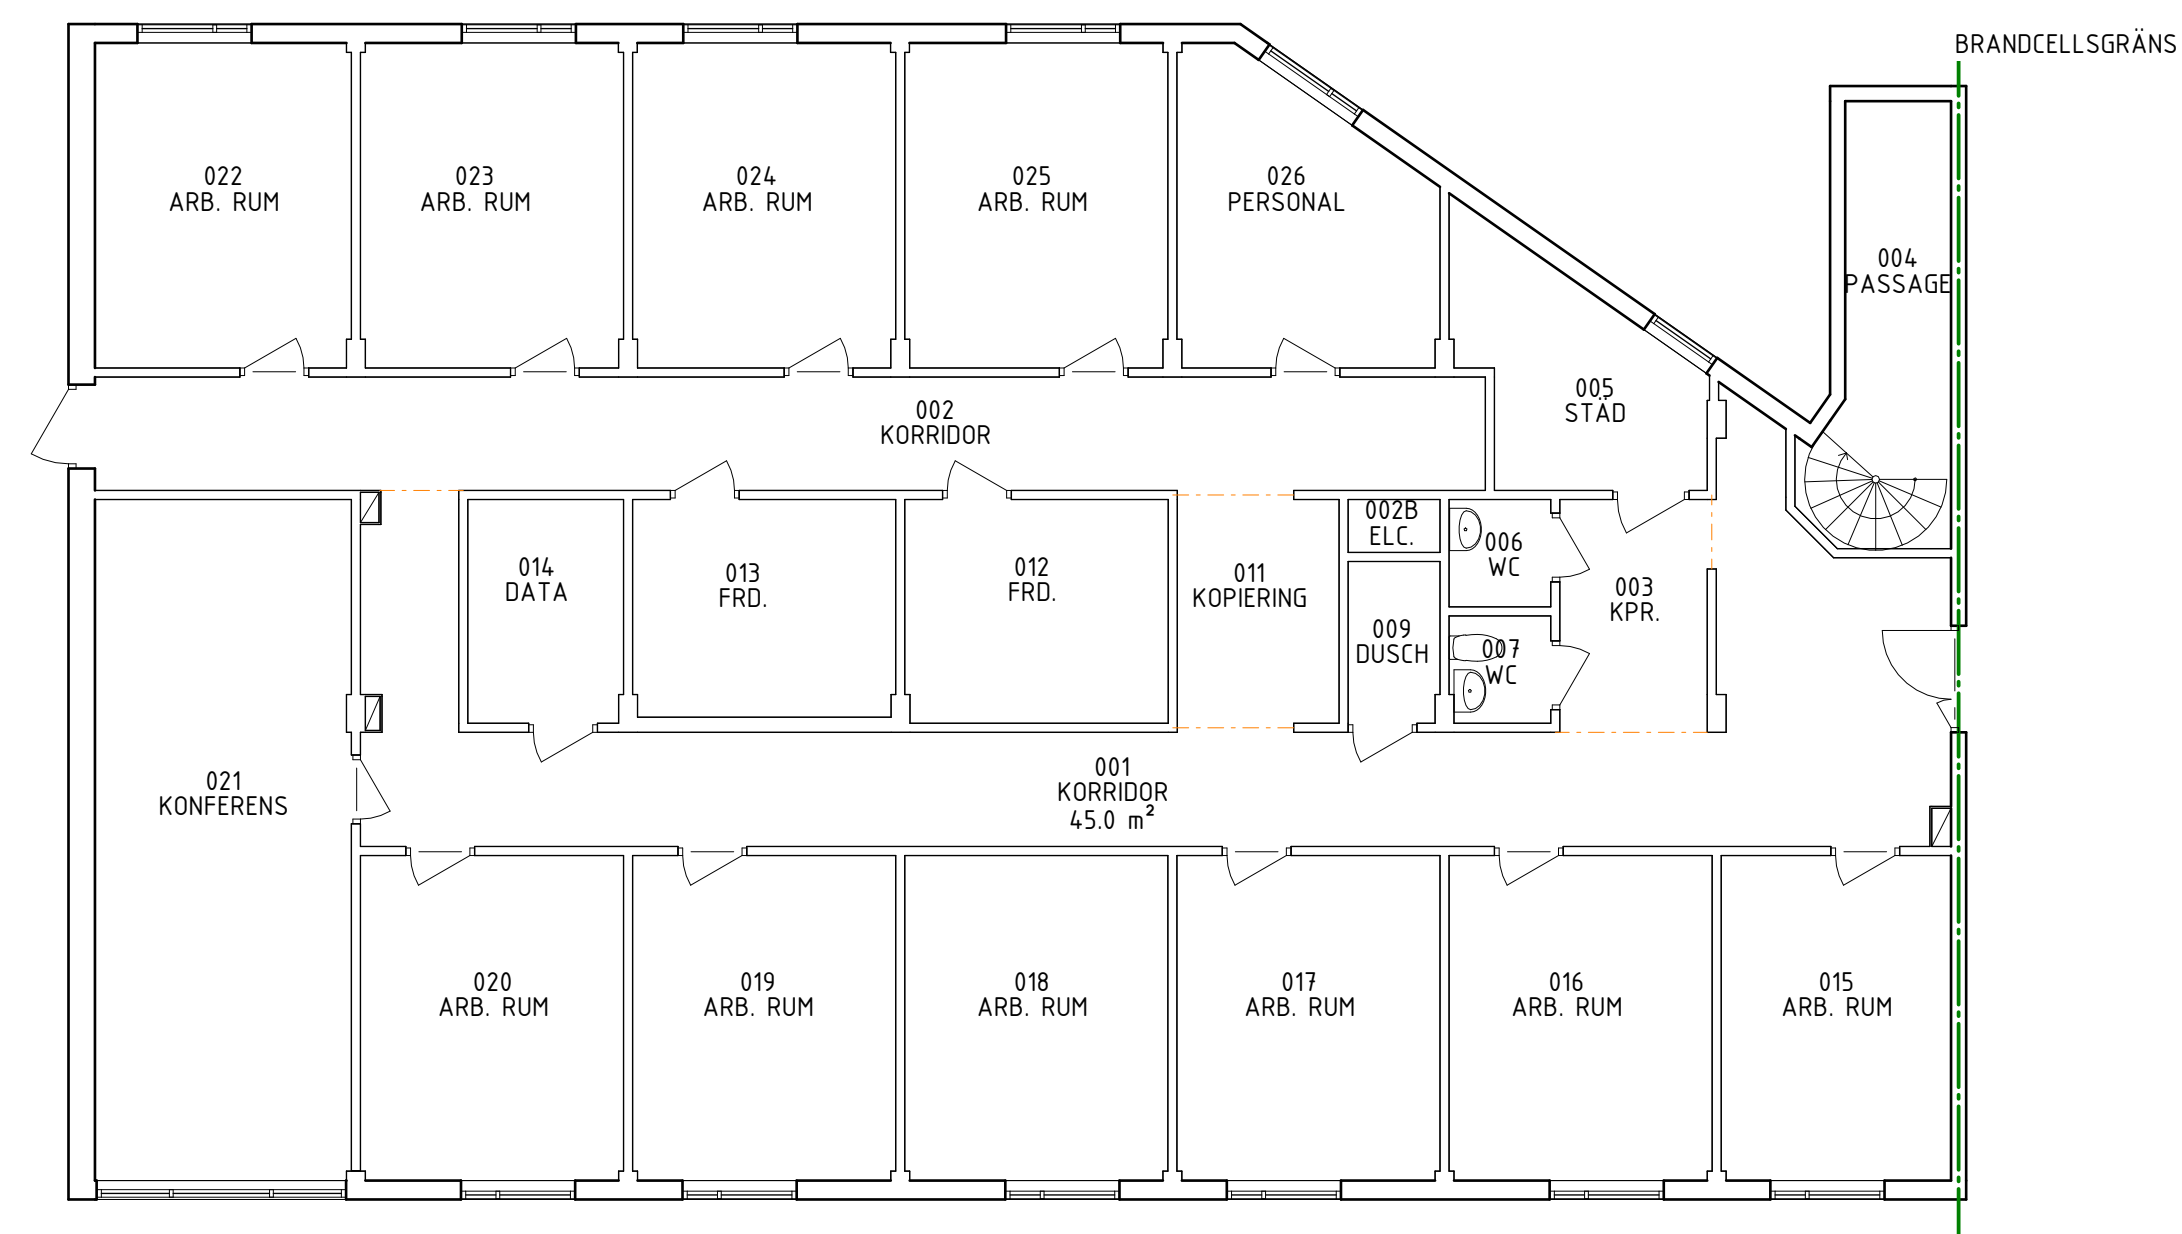 BRANDCELLSGRÄNS
022
ARB. RUM
023
ARB. RUM
024
ARB. RUM
025
ARB. RUM
026
PERSONAL
004
PASSAGE
005
STÄD
002
KORRIDOR
002B
ELC.
006
WC
014
DATA
013
FRD.
012
FRD.
011
KOPIERING
003
KPR.
009
DUSCH
007
WC
021
KONFERENS
001
KORRIDOR
45.0 m²
020
ARB. RUM
019
ARB. RUM
018
ARB. RUM
017
ARB. RUM
016
ARB. RUM
015
ARB. RUM